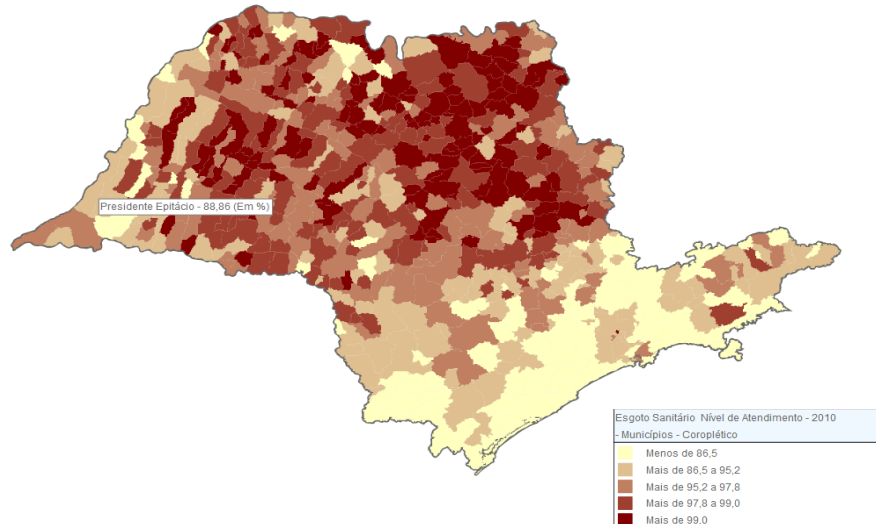 Presidente Epitácio - 88,86 (Em %)
Esgoto Sanitário Nível de Atendimento - 2010
- Municípios - Coroplético
Menos de 86,5
Mais de 86,5 a 95,2
Mais de 95,2 a 97,8
Mais de 97,8 a 99,0
Mais de 99,0